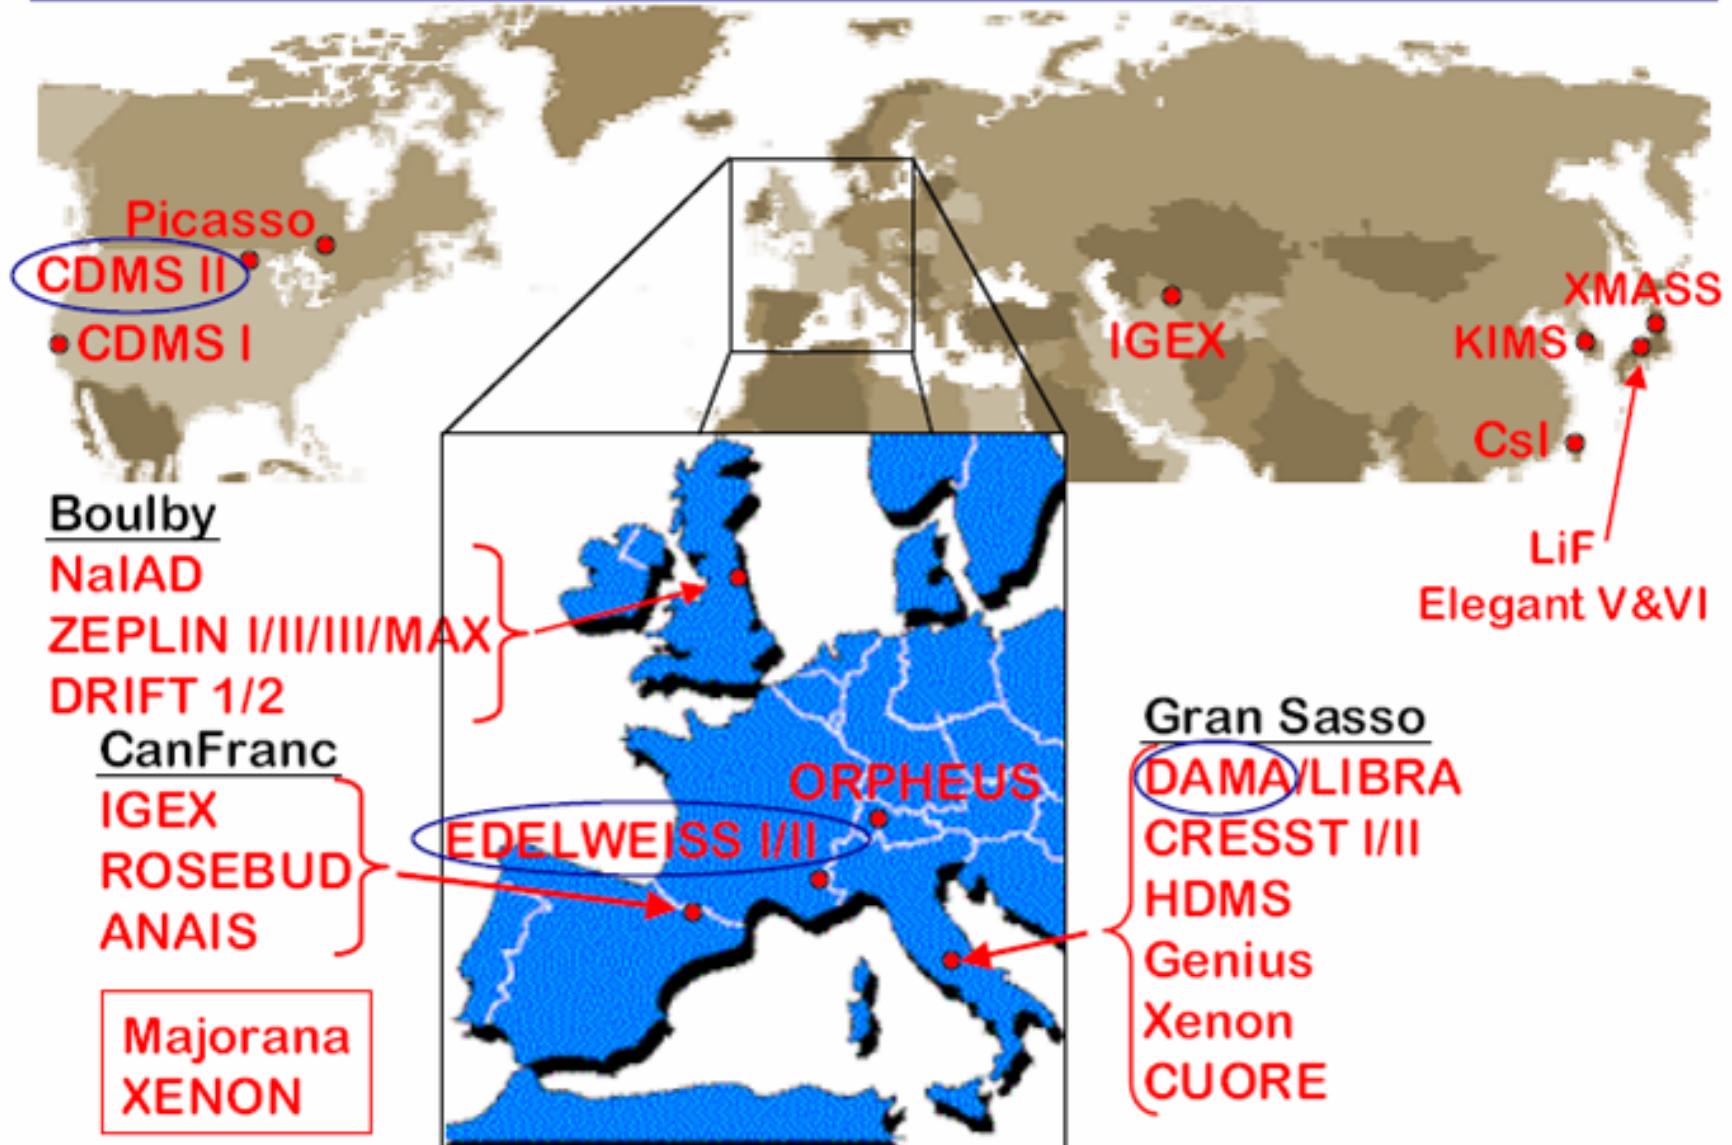 Picasso
CDMS II
CDMS I
IGEX
XMASS
KIMS
CsI
LiF
Elegant V&VI
Boulby
NaIAD
ZEPLIN I/II/III/MAX
DRIFT 1/2
CanFranc
IGEX
ROSEBUD
ANAIS
Majorana
XENON
ORPHEUS
EDELWEISS I/II
Gran Sasso
DAMA/LIBRA
CRESST I/II
HDMS
Genius
Xenon
CUORE